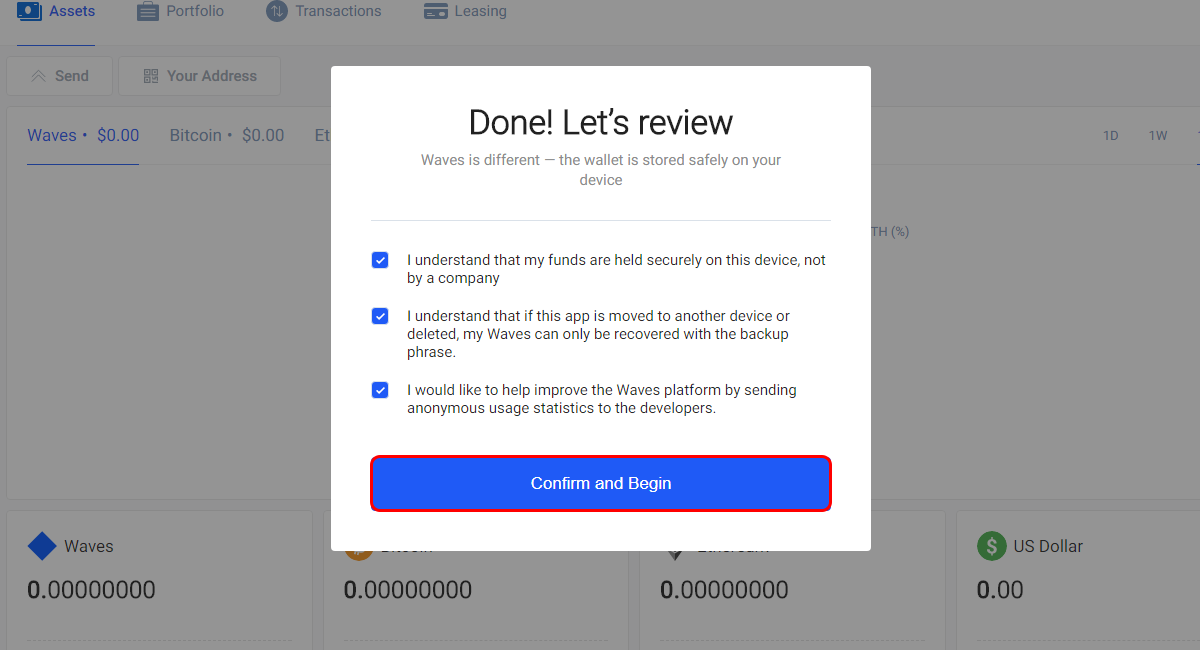 Assets Portfolio Transactions Leasing
Send Your Address
Waves • $0.00 Bitcoin • $0.00 Et 1D 1W
Done! Let’s review
Waves is different — the wallet is stored safely on your
device
TH (%)
I understand that my funds are held securely on this device, not
by a company
I understand that if this app is moved to another device or
deleted, my Waves can only be recovered with the backup
phrase.
I would like to help improve the Waves platform by sending
anonymous usage statistics to the developers.
Confirm and Begin
Waves Bitcoin Ethereum US Dollar
0.00000000 0.00000000 0.00000000 0.00